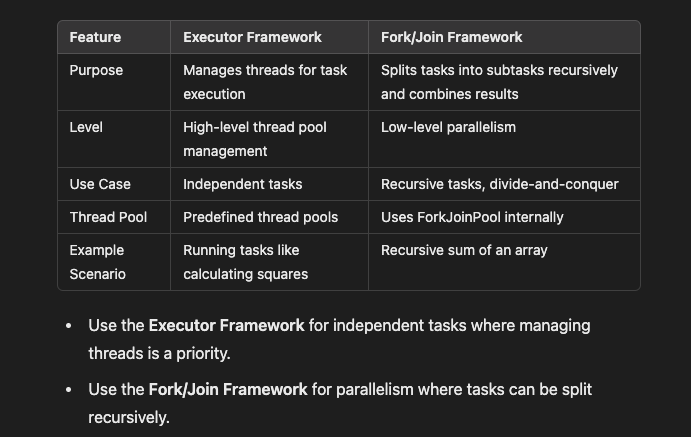 Feature Executor Framework Fork/Join Framework
Purpose Manages threads for task Splits tasks into subtasks recursively
execution and combines results
Level High-level thread pool Low-level parallelism
management
Use Case Independent tasks Recursive tasks, divide-and-conquer
Thread Pool Predefined thread pools Uses ForkJoinPool internally
Example Running tasks like Recursive sum of an array
Scenario calculating squares
• Use the Executor Framework for independent tasks where managing
threads is a priority.
• Use the Fork/Join Framework for parallelism where tasks can be split
recursively.